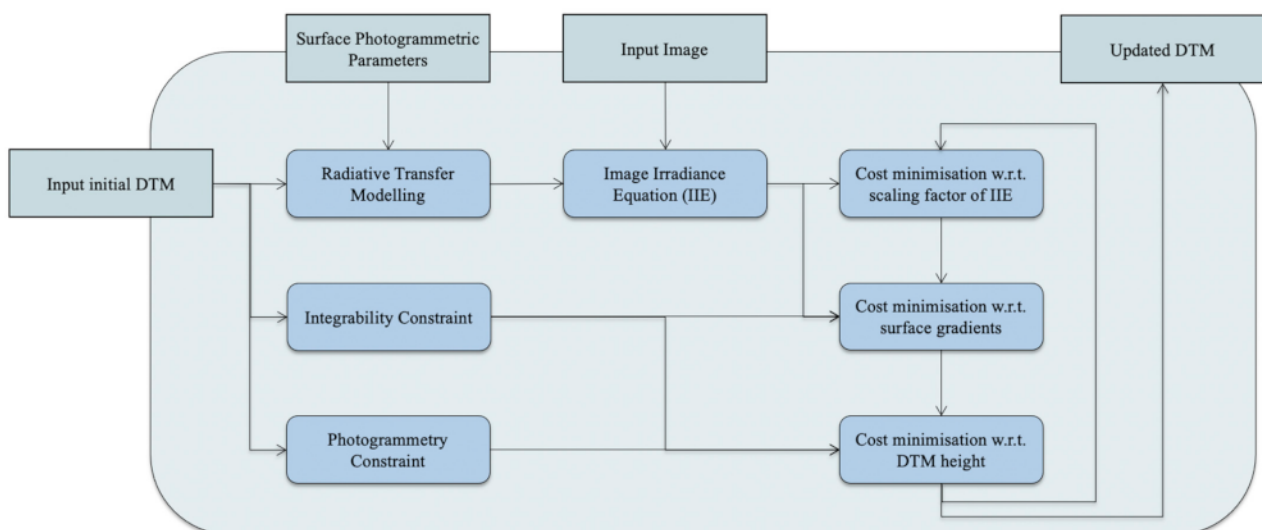 Surface Photogrammetric
Parameters
Input Image
Updated DTM
Input initial DTM
Radiative Transfer
Modelling
Image Irradiance
Equation (IIE)
Cost minimisation w.r.t.
scaling factor of IIE
Integrability Constraint
Cost minimisation w.r.t.
surface gradients
Photogrammetry
Constraint
Cost minimisation w.r.t.
DTM height